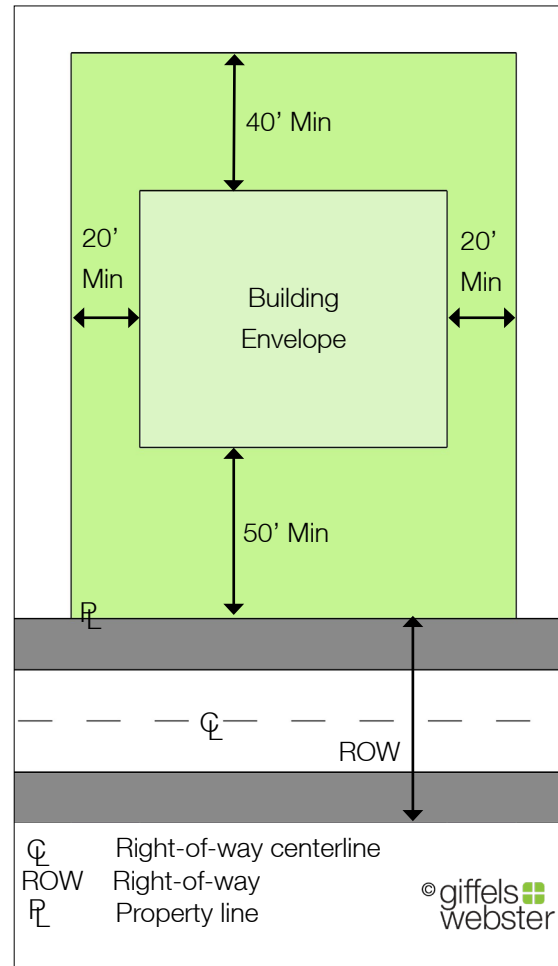 40’ Min
20’
Min
20’
Min
Building
Envelope
50’ Min
PL
CL
ROW
CL Right-of-way centerline
ROW Right-of-way
PL Property line
© giffels
webster